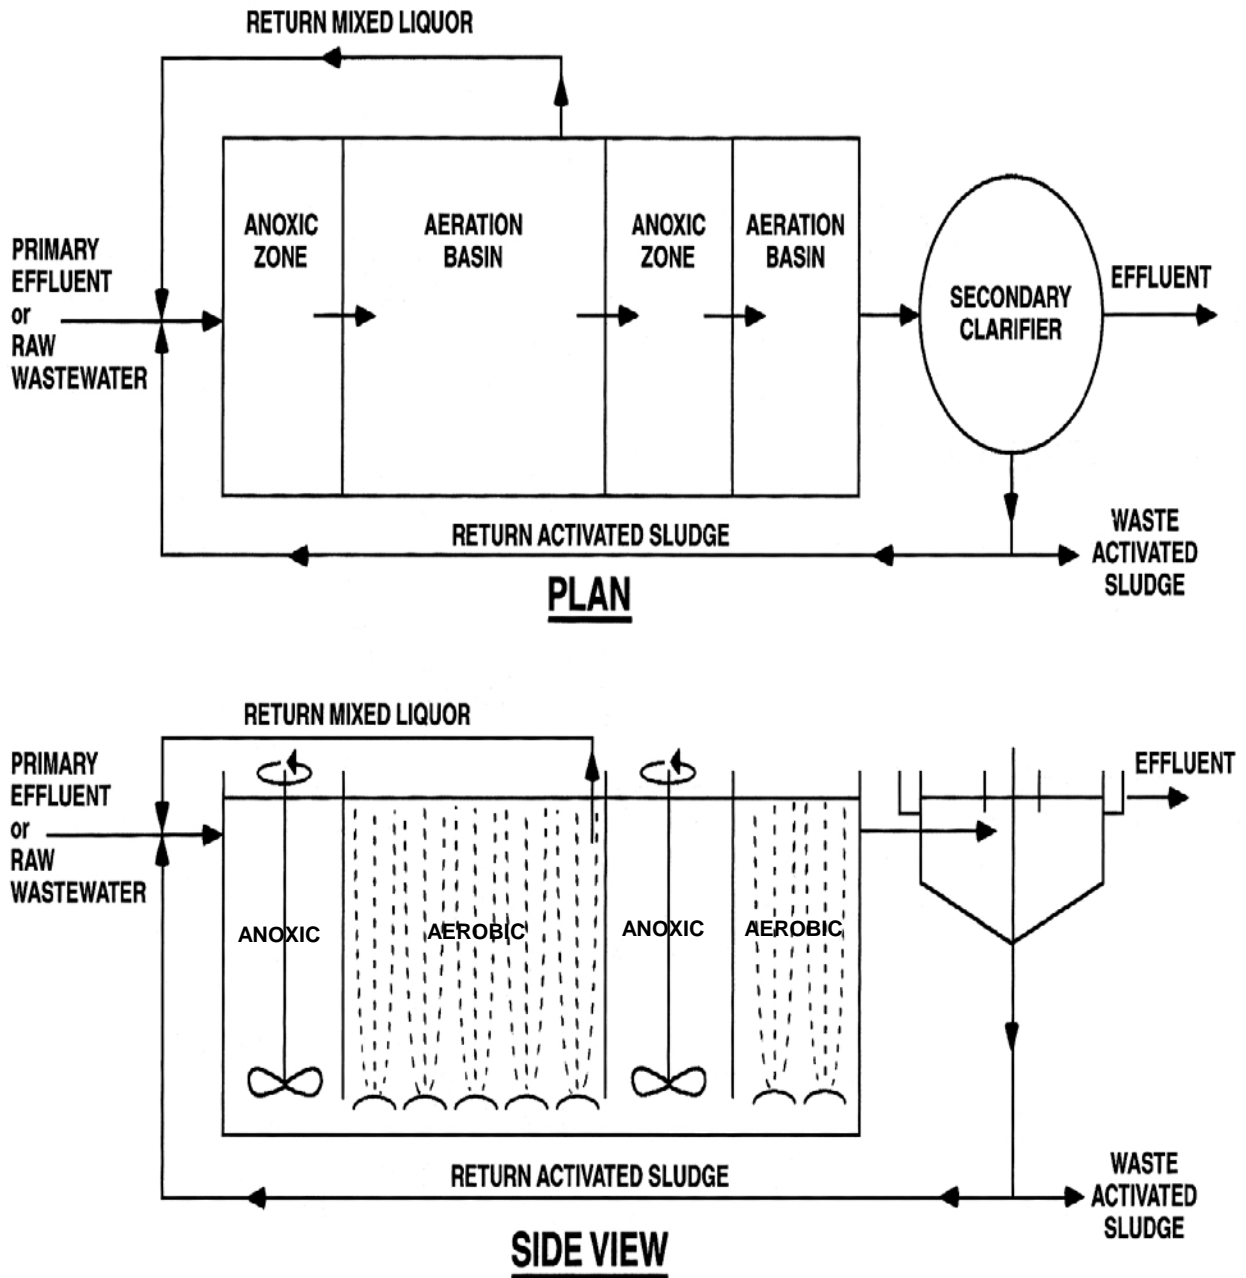 RETURN MIXED LIQUOR
ANOXIC
ZONE
AERATION
BASIN
ANOXIC
ZONE
AERATION
BASIN
PRIMARY
EFFLUENT
or
RAW
WASTEWATER
SECONDARY
CLARIFIER
EFFLUENT
RETURN ACTIVATED SLUDGE
WASTE
ACTIVATED
SLUDGE
PLAN
RETURN MIXED LIQUOR
PRIMARY
EFFLUENT
or
RAW
WASTEWATER
EFFLUENT
ANOXIC
AEROBIC
ANOXIC
AEROBIC
RETURN ACTIVATED SLUDGE
WASTE
ACTIVATED
SLUDGE
SIDE VIEW